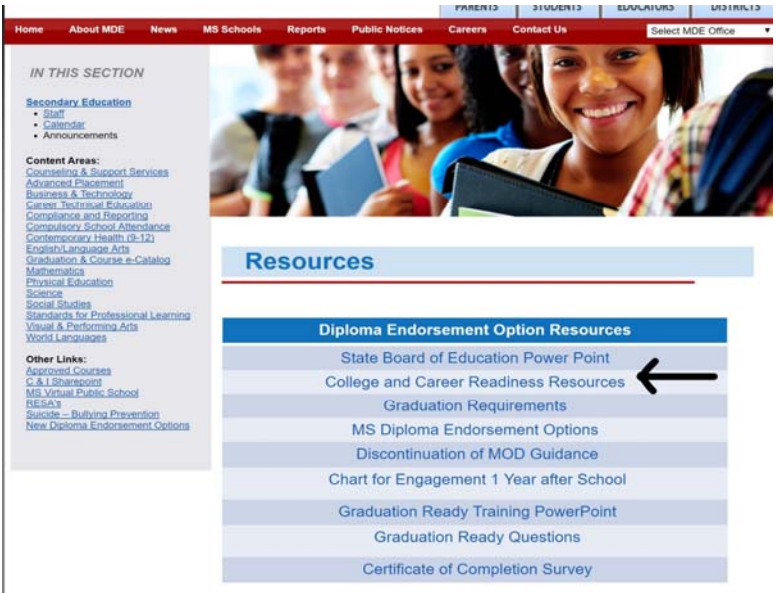 PARENTS STUDENTS EDUCATORS DISTRICTS
Home About MDE News MS Schools Reports Public Notices Careers Contact Us Select MDE Office
IN THIS SECTION
Secondary Education
• Staff
• Calendar
• Announcements
Content Areas:
Counseling & Support Services
Advanced Placement
Business & Technology
Career Technical Education
Compliance and Reporting
Compulsory School Attendance
Contemporary Health (9-12)
English/Language Arts
Graduation & Course e-Catalog
Mathematics
Physical Education
Science
Social Studies
Standards for Professional Learning
Visual & Performing Arts
World Languages
Other Links:
Approved Courses
C & I Sharepoint
MS Virtual Public School
RESA's
Suicide – Bullying Prevention
New Diploma Endorsement Options
Resources
Diploma Endorsement Option Resources
State Board of Education Power Point
College and Career Readiness Resources
Graduation Requirements
MS Diploma Endorsement Options
Discontinuation of MOD Guidance
Chart for Engagement 1 Year after School
Graduation Ready Training PowerPoint
Graduation Ready Questions
Certificate of Completion Survey